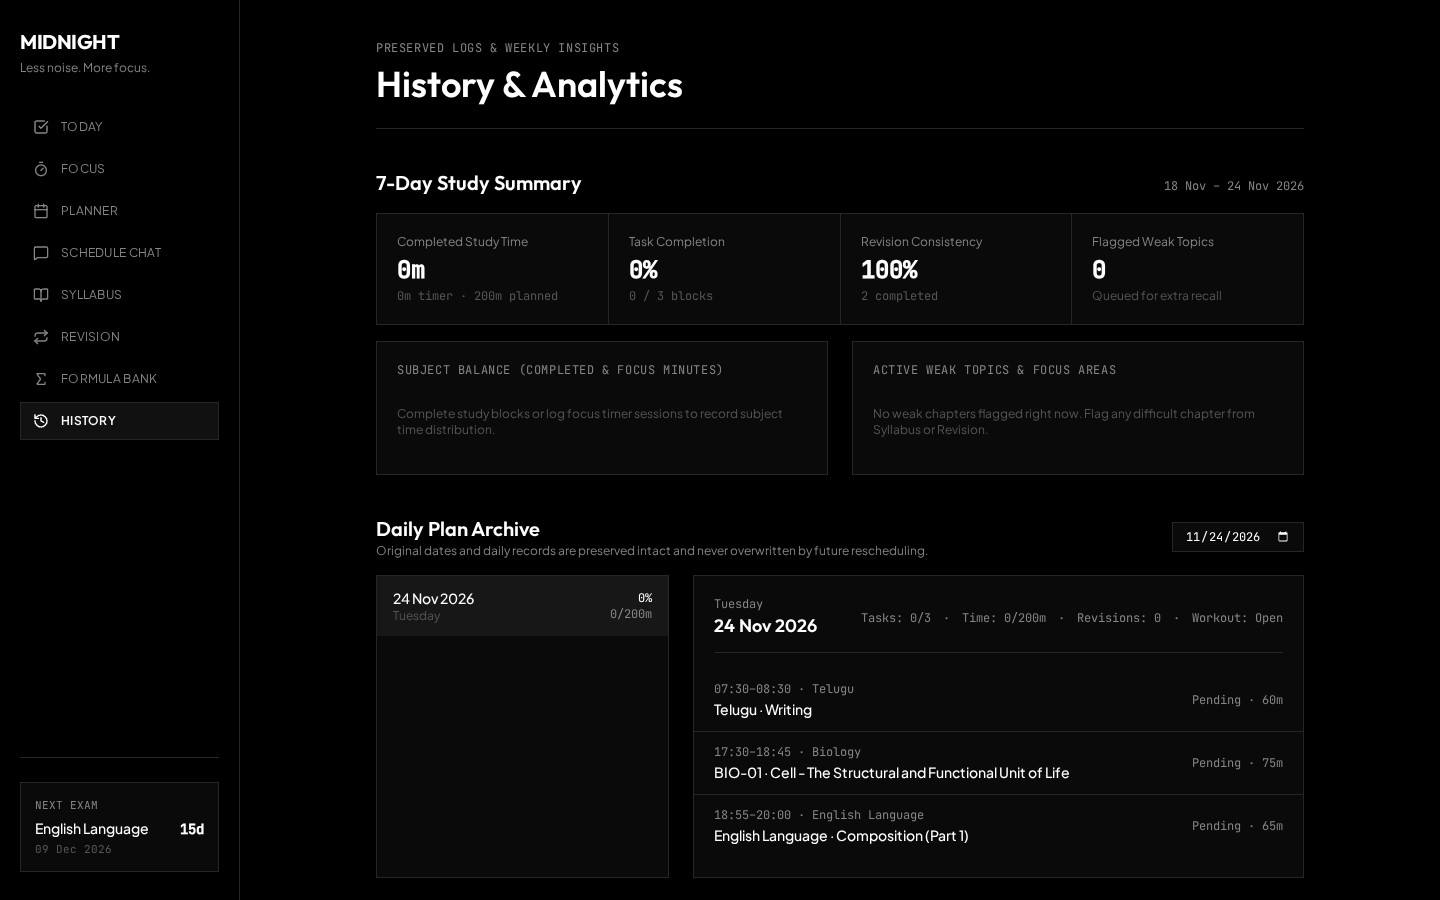 MIDNIGHT
Less noise. More focus.
TODAY
FOCUS
PLANNER
SCHEDULE CHAT
SYLLABUS
REVISION
FORMULA BANK
HISTORY
NEXT EXAM
English Language 15d
09 Dec 2026
PRESERVED LOGS & WEEKLY INSIGHTS
History & Analytics
7-Day Study Summary
18 Nov – 24 Nov 2026
Completed Study Time
0m
0m timer · 200m planned
Task Completion
0%
0 / 3 blocks
Revision Consistency
100%
2 completed
Flagged Weak Topics
0
Queued for extra recall
SUBJECT BALANCE (COMPLETED & FOCUS MINUTES)
Complete study blocks or log focus timer sessions to record subject
time distribution.
ACTIVE WEAK TOPICS & FOCUS AREAS
No weak chapters flagged right now. Flag any difficult chapter from
Syllabus or Revision.
Daily Plan Archive
Original dates and daily records are preserved intact and never overwritten by future rescheduling.
11/24/2026
24 Nov 2026 0%
Tuesday 0/200m
Tuesday
24 Nov 2026
Tasks: 0/3 · Time: 0/200m · Revisions: 0 · Workout: Open
07:30–08:30 · Telugu
Telugu · Writing
Pending · 60m
17:30–18:45 · Biology
BIO-01 · Cell - The Structural and Functional Unit of Life
Pending · 75m
18:55–20:00 · English Language
English Language · Composition (Part 1)
Pending · 65m